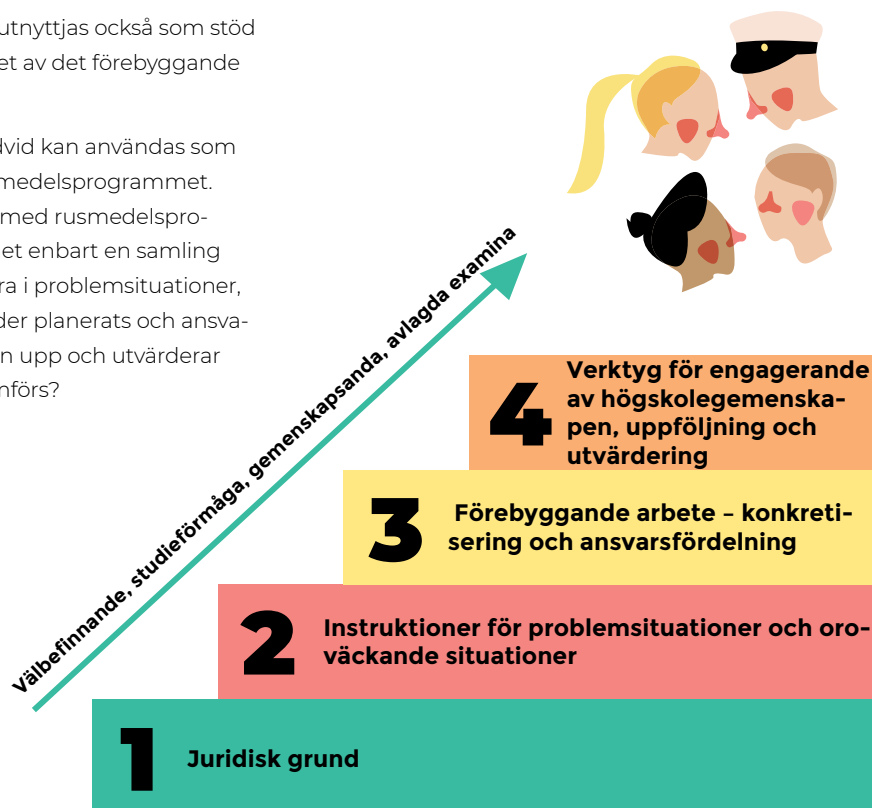 utnyttjas också som stöd
et av det förebyggande
dvid kan användas som
medelsprogrammet.
med rusmedelspro-
et enbart en samling
ra i problemsituationer,
der planerats och ansva-
n upp och utvärderar
nförs?
Välbefinnande, studieförmåga, gemenskapsanda, avlagda examina
4
Verktyg för engagerande
av högskolegemenska-
pen, uppföljning och
utvärdering
3
Förebyggande arbete – konkreti-
sering och ansvarsfördelning
2
Instruktioner för problemsituationer och oro-
väckande situationer
1
Juridisk grund